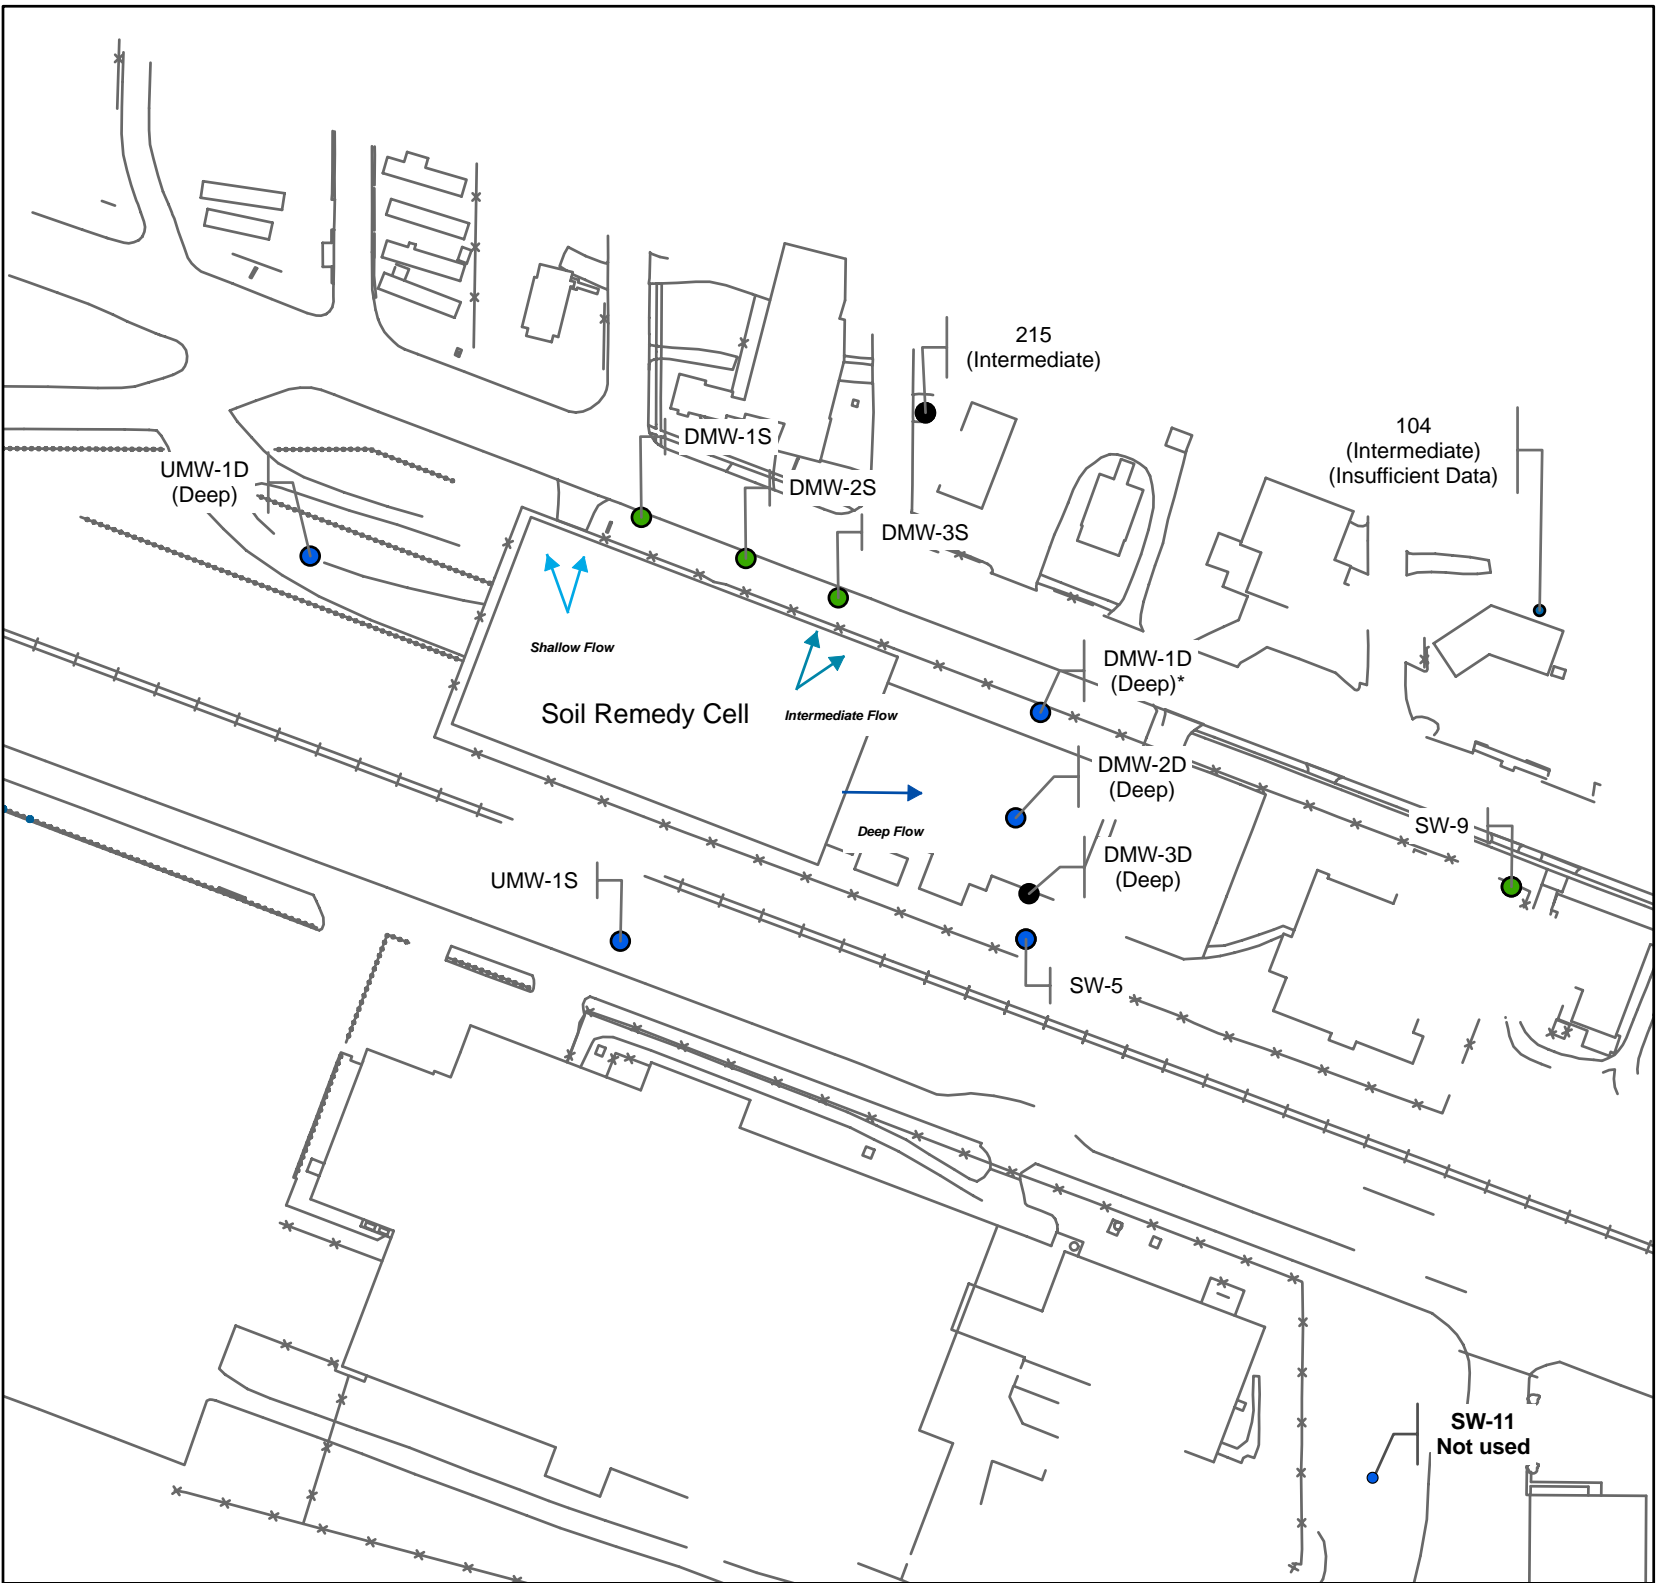 215
(Intermediate)
104
(Intermediate)
(Insufficient Data)
DMW-1S
UMW-1D
(Deep)
DMW-2S
DMW-3S
Shallow Flow
DMW-1D
(Deep)*
Soil Remedy Cell
Intermediate Flow
DMW-2D
(Deep)
Deep Flow
SW-9
DMW-3D
(Deep)
UMW-1S
SW-5
SW-11
Not used